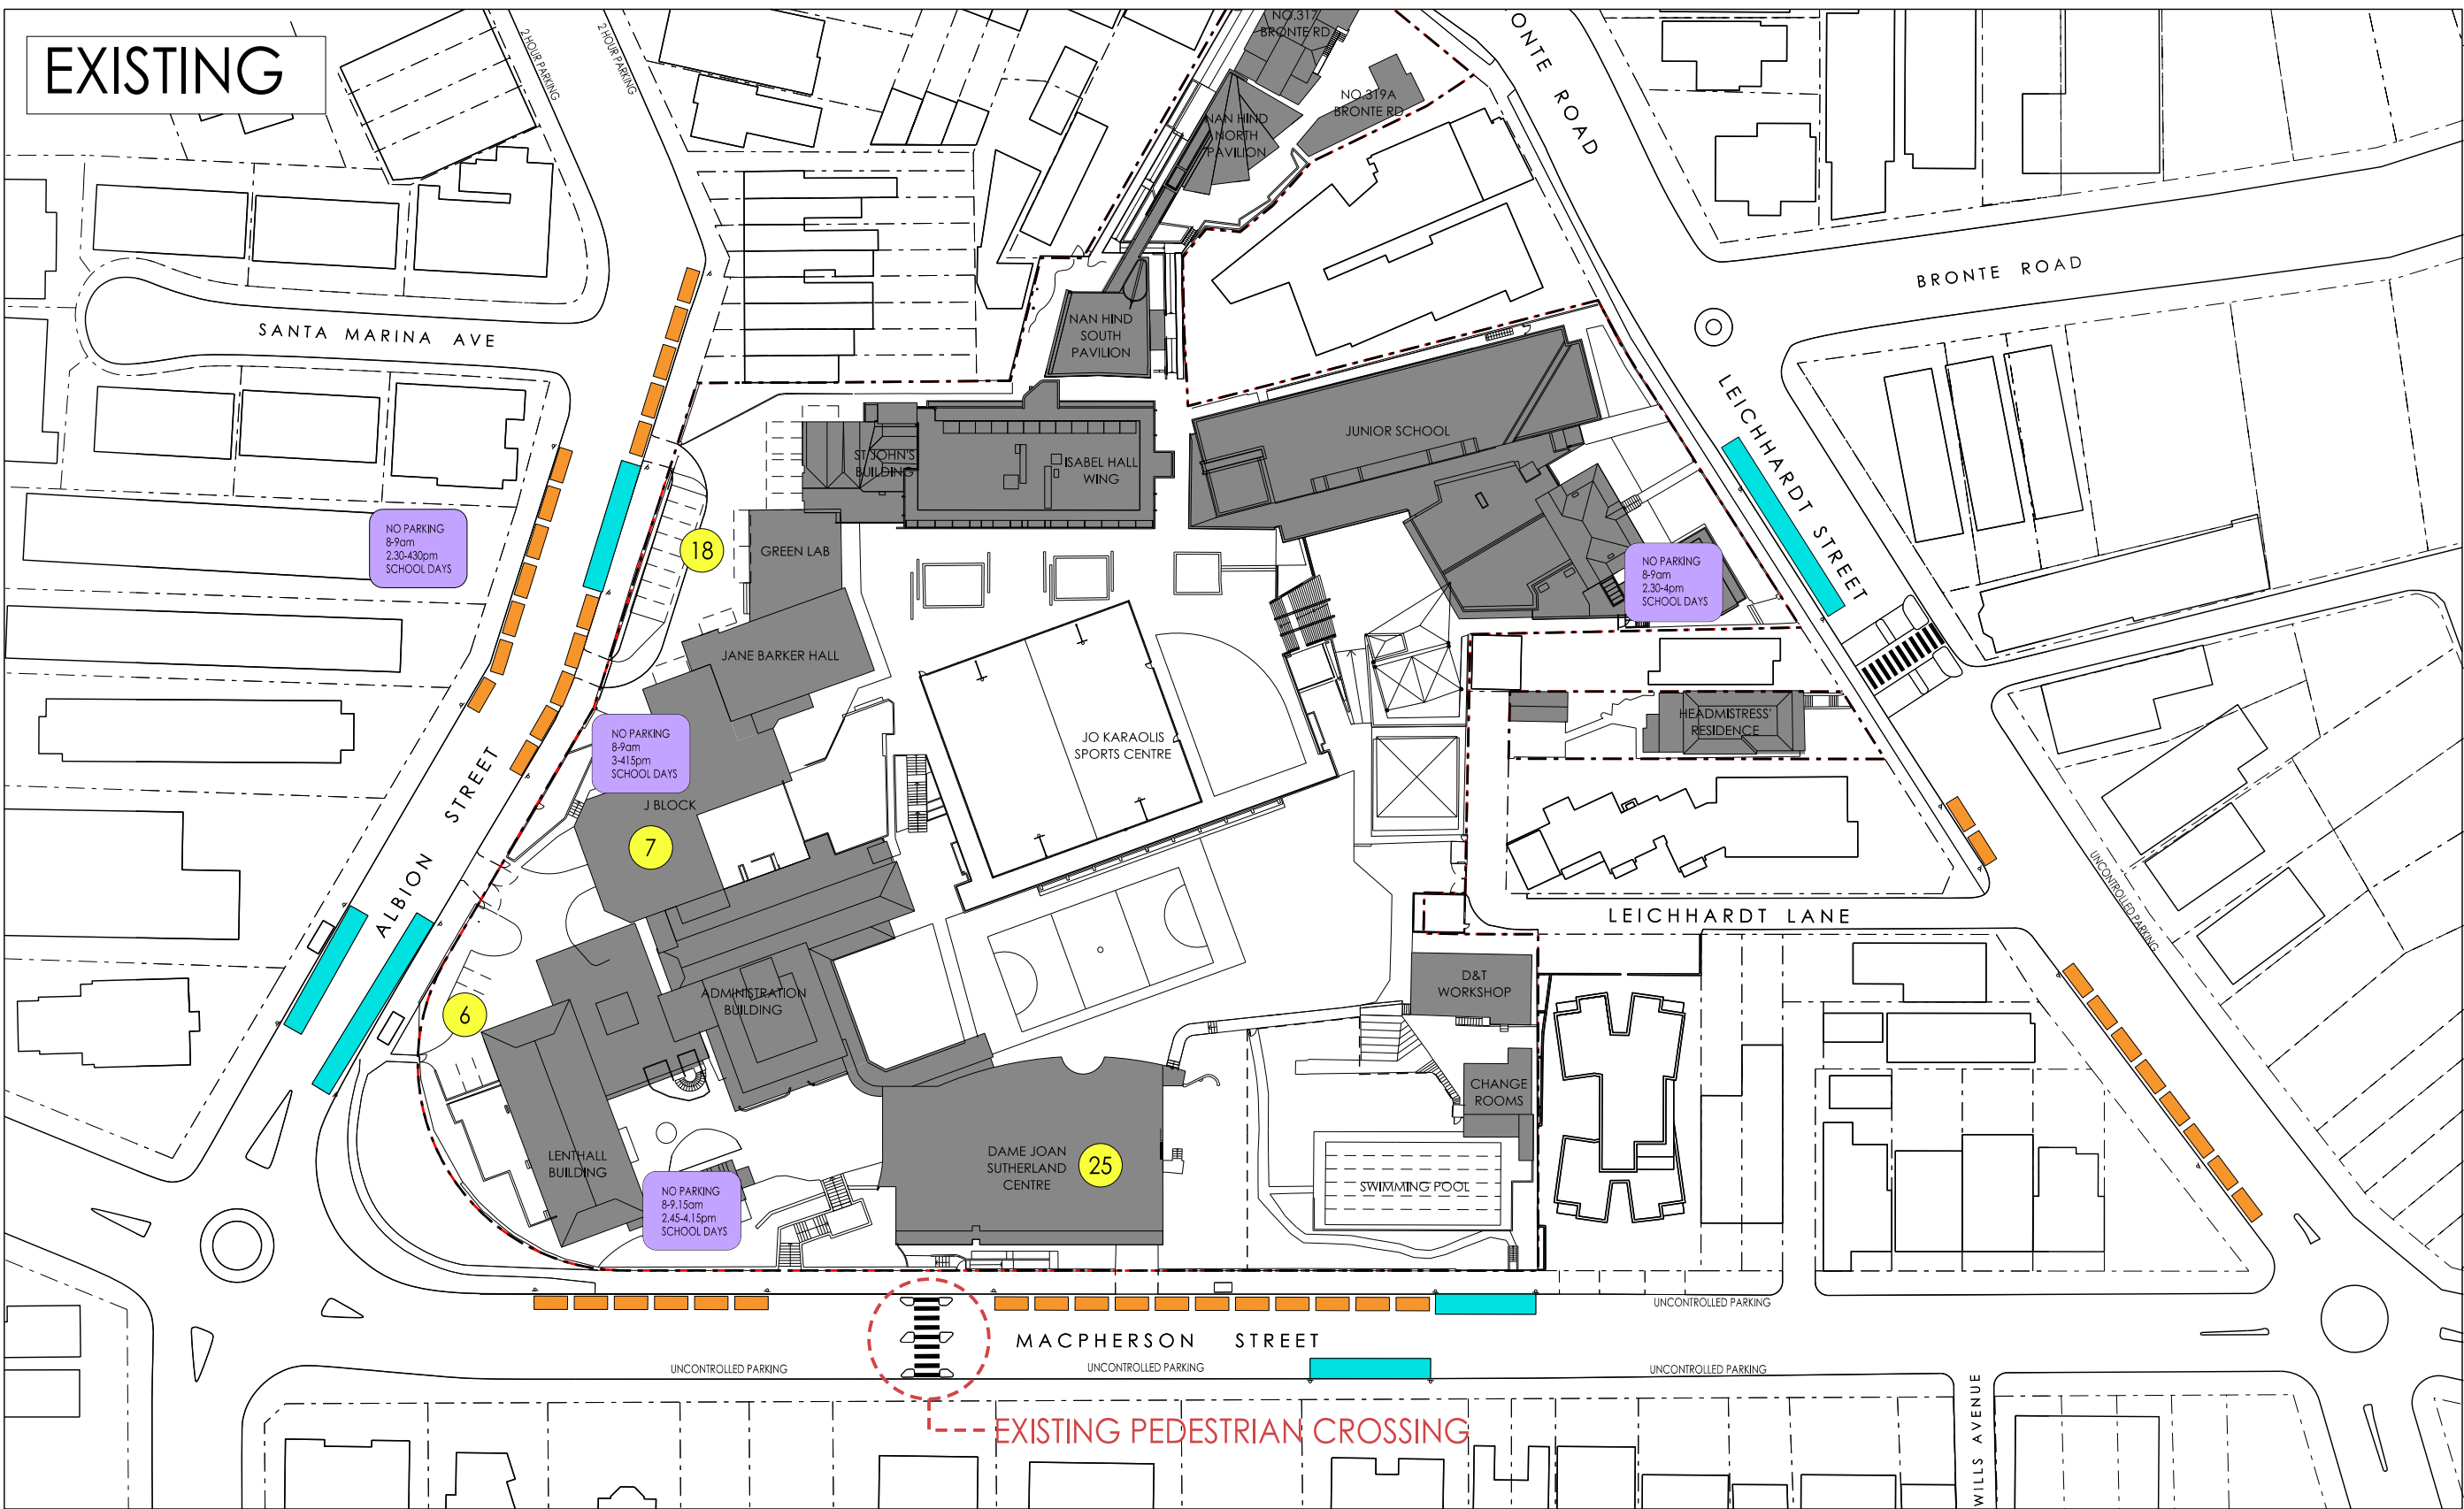 EXISTING
2 HOUR PARKING
2 HOUR PARKING
NO.317
BRONTE RD
NO.319A
BRONTE RD
NAN HIND
NORTH
PAVILION
ONTE ROAD
BRONTE ROAD
SANTA MARINA AVE
NAN HIND
SOUTH
PAVILION
LEICHHARDT STREET
JUNIOR SCHOOL
ST JOHN'S
BUILDING
ISABEL HALL
WING
NO PARKING
8-9am
2.30-430pm
SCHOOL DAYS
18
GREEN LAB
NO PARKING
8-9am
2.30-4pm
SCHOOL DAYS
JANE BARKER HALL
HEADMISTRESS'
RESIDENCE
NO PARKING
8-9am
3-415pm
SCHOOL DAYS
JO KARAOLIS
SPORTS CENTRE
J BLOCK
7
ALBION STREET
UNCONTROLLED PARKING
LEICHHARDT LANE
D&T
WORKSHOP
ADMINISTRATION
BUILDING
6
CHANGE
ROOMS
LENTHALL
BUILDING
DAME JOAN
SUTHERLAND
CENTRE
25
SWIMMING POOL
NO PARKING
8-9.15am
2.45-4.15pm
SCHOOL DAYS
UNCONTROLLED PARKING
MACPHERSON STREET
UNCONTROLLED PARKING
UNCONTROLLED PARKING
UNCONTROLLED PARKING
EXISTING PEDESTRIAN CROSSING
WILLS AVENUE